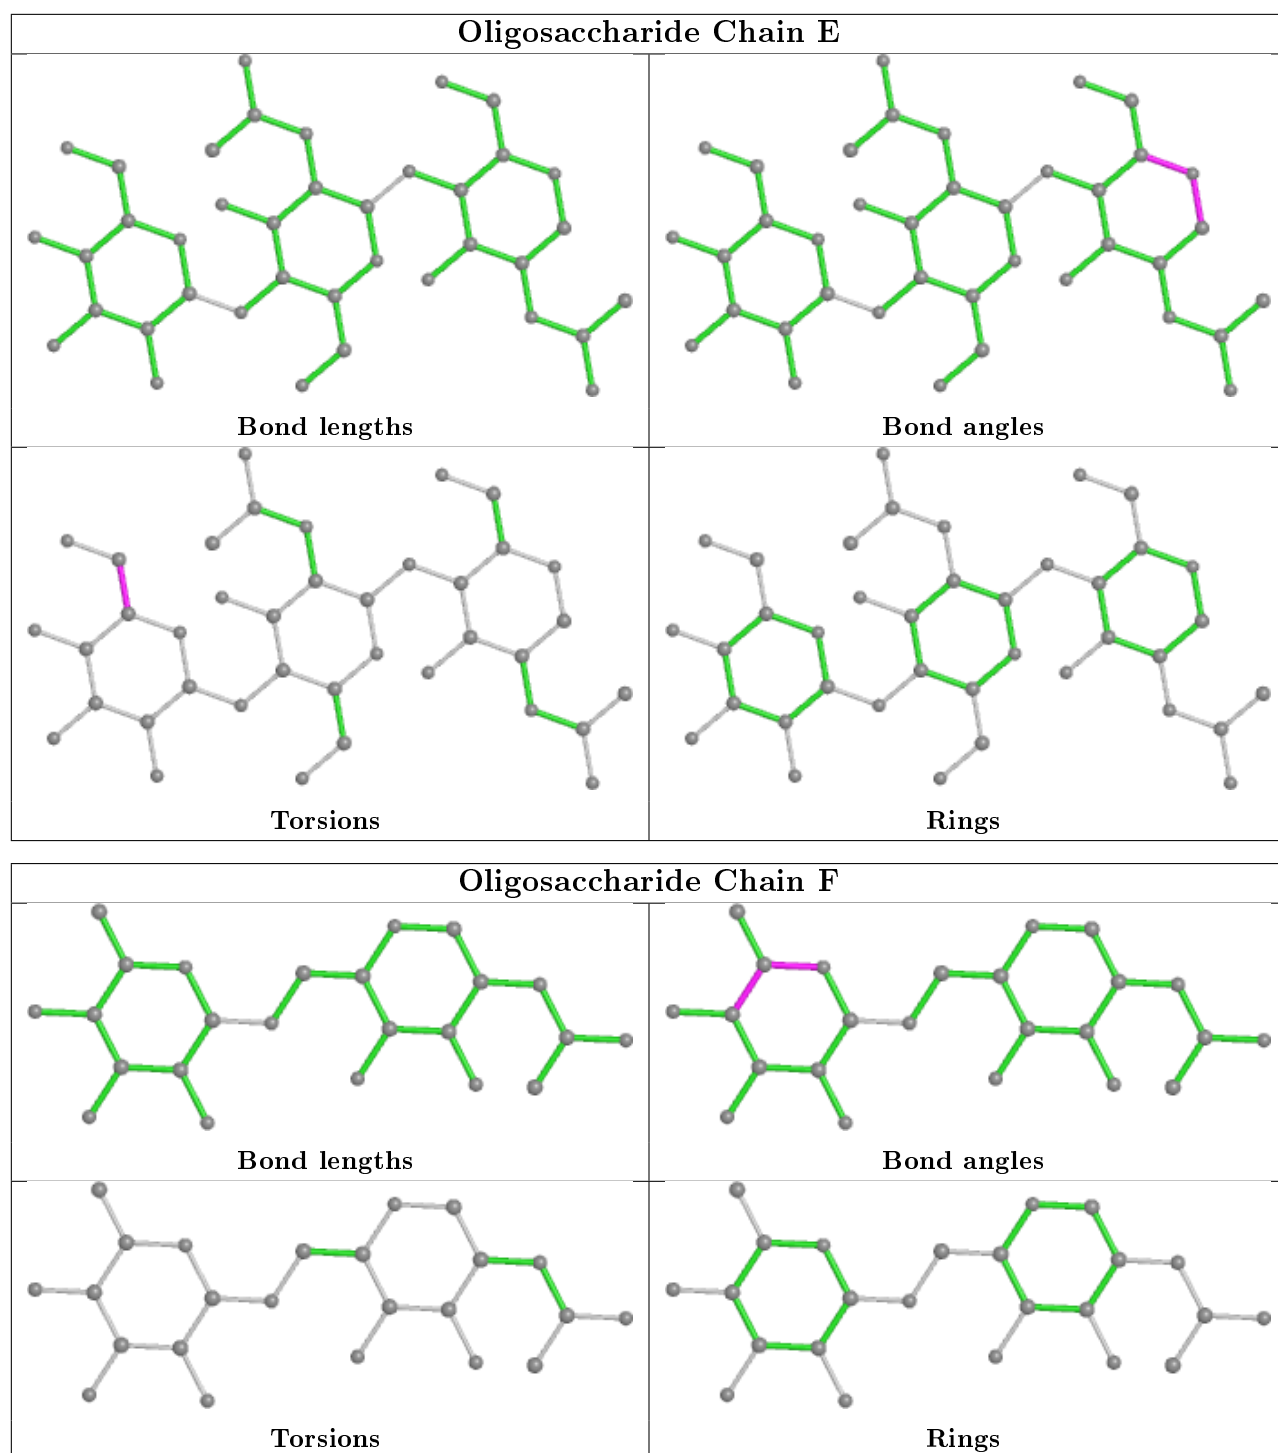 Oligosaccharide Chain E
Bond lengths
Bond angles
Torsions
Rings
Oligosaccharide Chain F
Bond lengths
Bond angles
Torsions
Rings